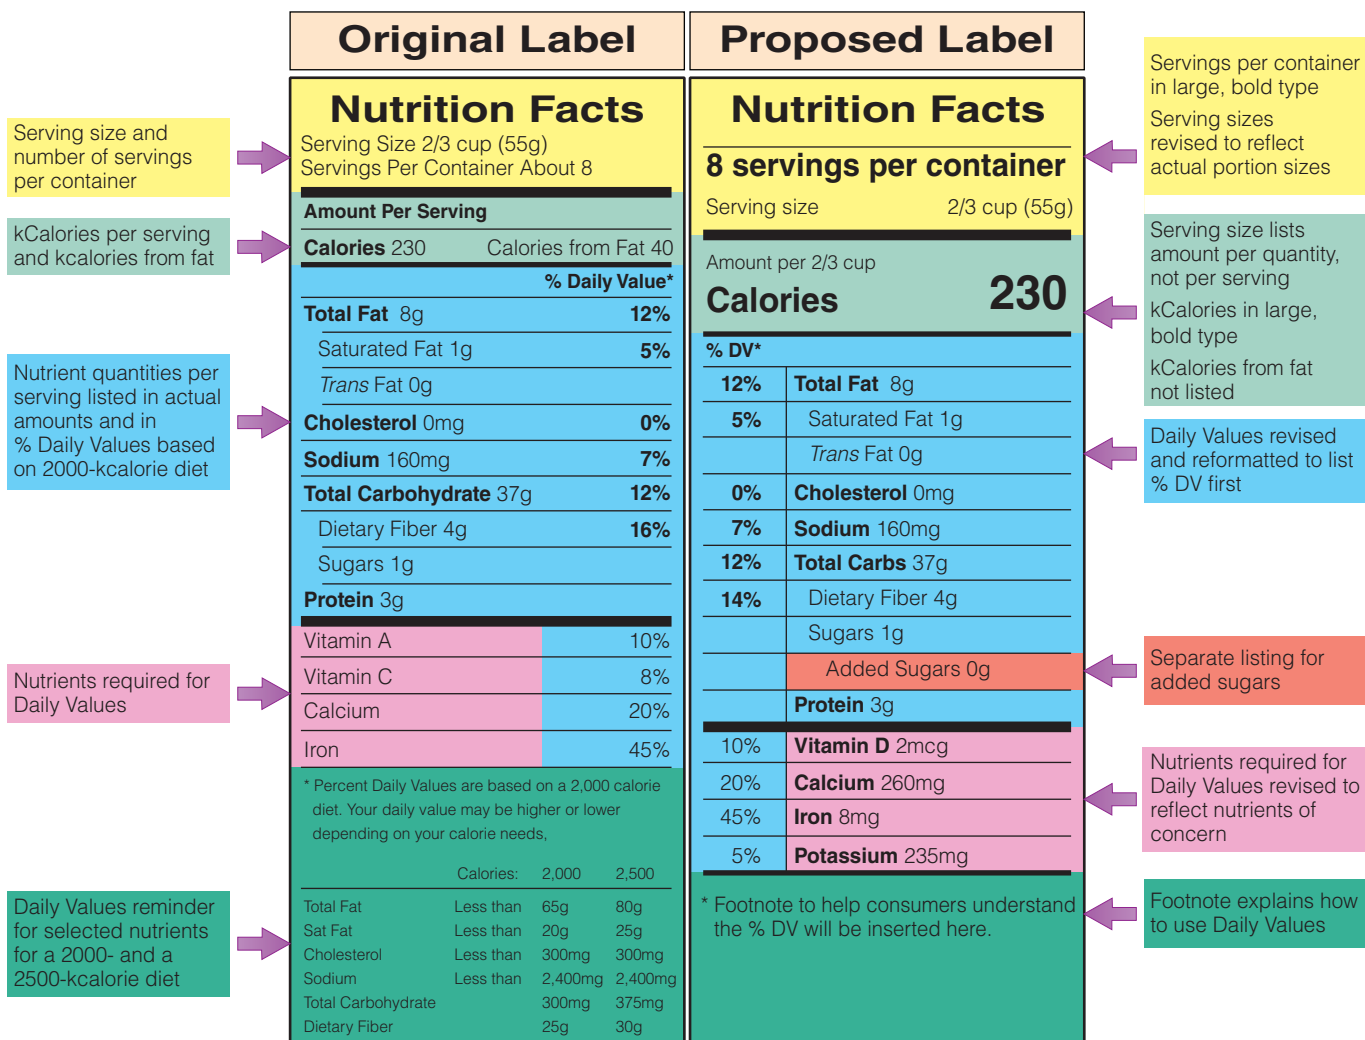 Original Label
Proposed Label
Serving size and
number of servings
per container
kCalories per serving
and kcalories from fat
Nutrient quantities per
serving listed in actual
amounts and in
% Daily Values based
on 2000-kcalorie diet
Nutrients required for
Daily Values
Daily Values reminder
for selected nutrients
for a 2000- and a
2500-kcalorie diet
Nutrition Facts
Serving Size 2/3 cup (55g)
Servings Per Container About 8
Amount Per Serving
Calories 230 Calories from Fat 40
% Daily Value*
Total Fat 8g 12%
Saturated Fat 1g 5%
Trans Fat 0g
Cholesterol 0mg 0%
Sodium 160mg 7%
Total Carbohydrate 37g 12%
Dietary Fiber 4g 16%
Sugars 1g
Protein 3g
Vitamin A 10%
Vitamin C 8%
Calcium 20%
Iron 45%
* Percent Daily Values are based on a 2,000 calorie
diet. Your daily value may be higher or lower
depending on your calorie needs,
Calories: 2,000 2,500
Total Fat Less than 65g 80g
Sat Fat Less than 20g 25g
Cholesterol Less than 300mg 300mg
Sodium Less than 2,400mg 2,400mg
Total Carbohydrate 300mg 375mg
Dietary Fiber 25g 30g
Nutrition Facts
8 servings per container
Serving size 2/3 cup (55g)
Amount per 2/3 cup
Calories 230
% DV*
12% Total Fat 8g
5% Saturated Fat 1g
Trans Fat 0g
0% Cholesterol 0mg
7% Sodium 160mg
12% Total Carbs 37g
14% Dietary Fiber 4g
Sugars 1g
Added Sugars 0g
Protein 3g
10% Vitamin D 2mcg
20% Calcium 260mg
45% Iron 8mg
5% Potassium 235mg
* Footnote to help consumers understand
the % DV will be inserted here.
Servings per container
in large, bold type
Serving sizes
revised to reflect
actual portion sizes
Serving size lists
amount per quantity,
not per serving
kCalories in large,
bold type
kCalories from fat
not listed
Daily Values revised
and reformatted to list
% DV first
Separate listing for
added sugars
Nutrients required for
Daily Values revised to
reflect nutrients of
concern
Footnote explains how
to use Daily Values